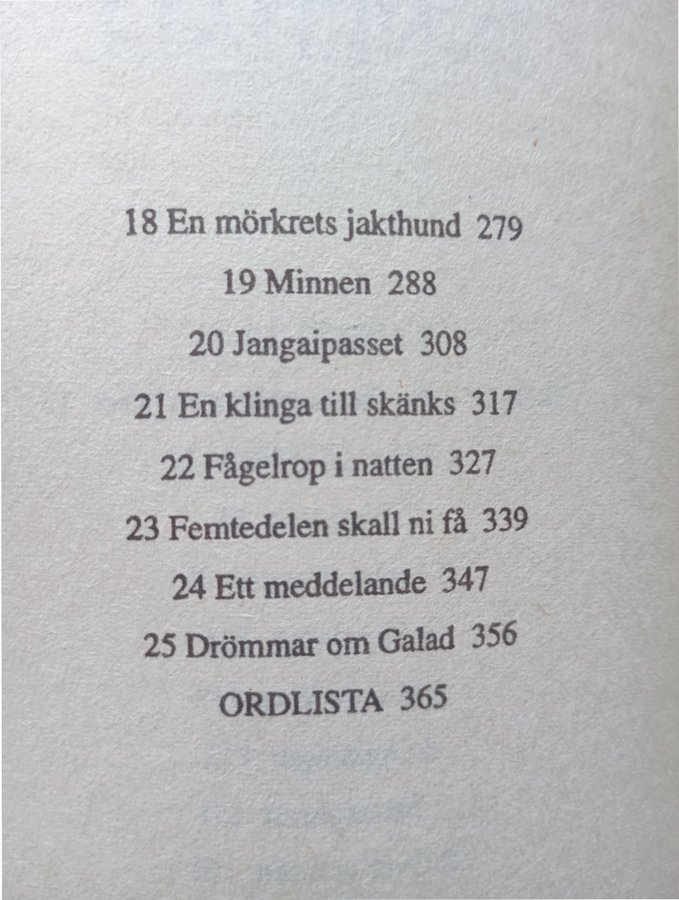 18 En mörkrets jakthund 279
19 Minnen 288
20 Jangaipasset 308
21 En klinga till skänks 317
22 Fågelrop i natten 327
23 Femtedelen skall ni få 339
24 Ett meddelande 347
25 Drömmar om Galad 356
ORDLISTA 365